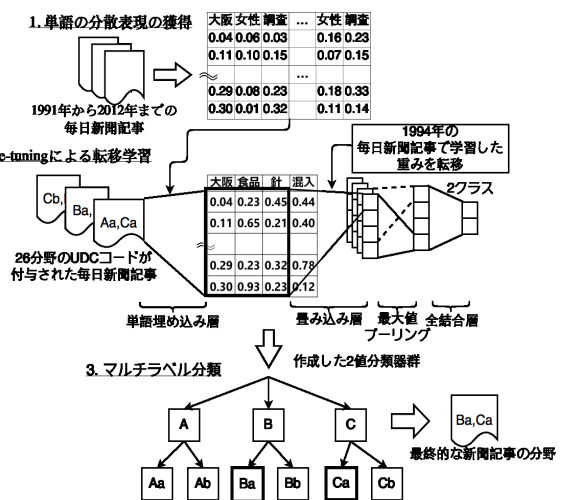 1. 単語の分散表現の獲得
大阪 女性 調査 ... 女性 調査
0.04 0.06 0.03 0.16 0.23
0.11 0.10 0.15 0.07 0.15
...
0.29 0.08 0.23 0.18 0.33
0.30 0.01 0.32 0.11 0.14
1991年から2012年までの
毎日新聞記事
e-tuningによる転移学習
1994年の
毎日新聞記事で学習した
重みを転移
Cb,
Ba,
Aa,Ca
26分野のUDCコードが
付与された毎日新聞記事
大阪 食品 針 混入
0.04 0.23 0.45 0.44
0.11 0.65 0.21 0.40
0.29 0.23 0.32 0.78
0.30 0.93 0.23 0.12
2クラス
単語埋め込み層
畳み込み層
最大値
プーリング
全結合層
作成した2値分類器群
3. マルチラベル分類
A B C
Aa Ab Ba Bb Ca Cb
Ba,Ca
最終的な新聞記事の分野